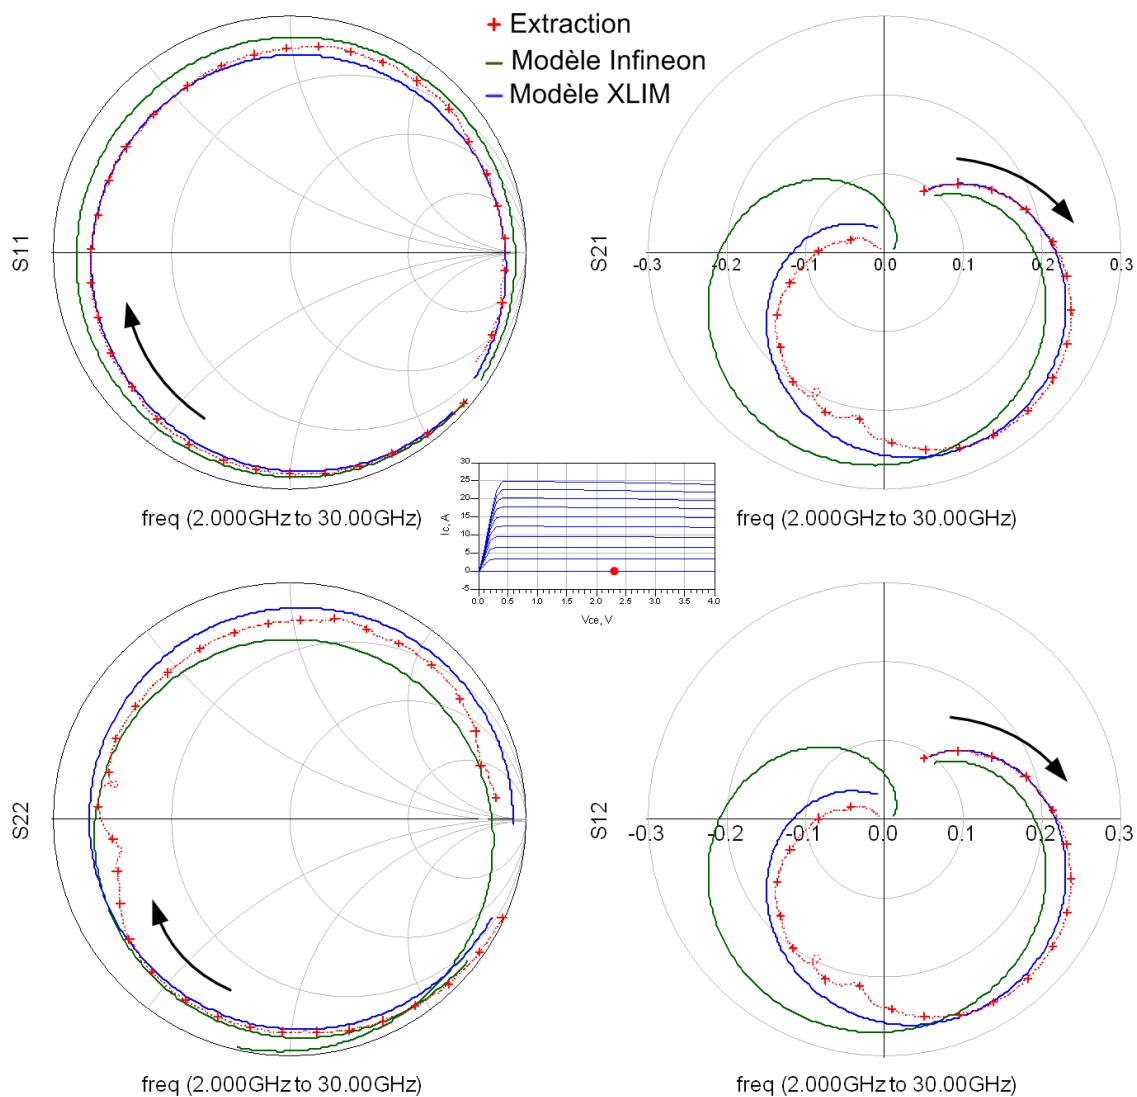 Extraction
Modèle Infineon
Modèle XLIM
S11
freq (2.000GHz to 30.00GHz)
S21
-0.3 -0.2 -0.1 0.0 0.1 0.2 0.3
freq (2.000GHz to 30.00GHz)
Ic, A
30
25
20
15
10
5
0
-5
0.0 0.5 1.0 1.5 2.0 2.5 3.0 3.5 4.0
Vce, V
S22
freq (2.000GHz to 30.00GHz)
S12
-0.3 -0.2 -0.1 0.0 0.1 0.2 0.3
freq (2.000GHz to 30.00GHz)